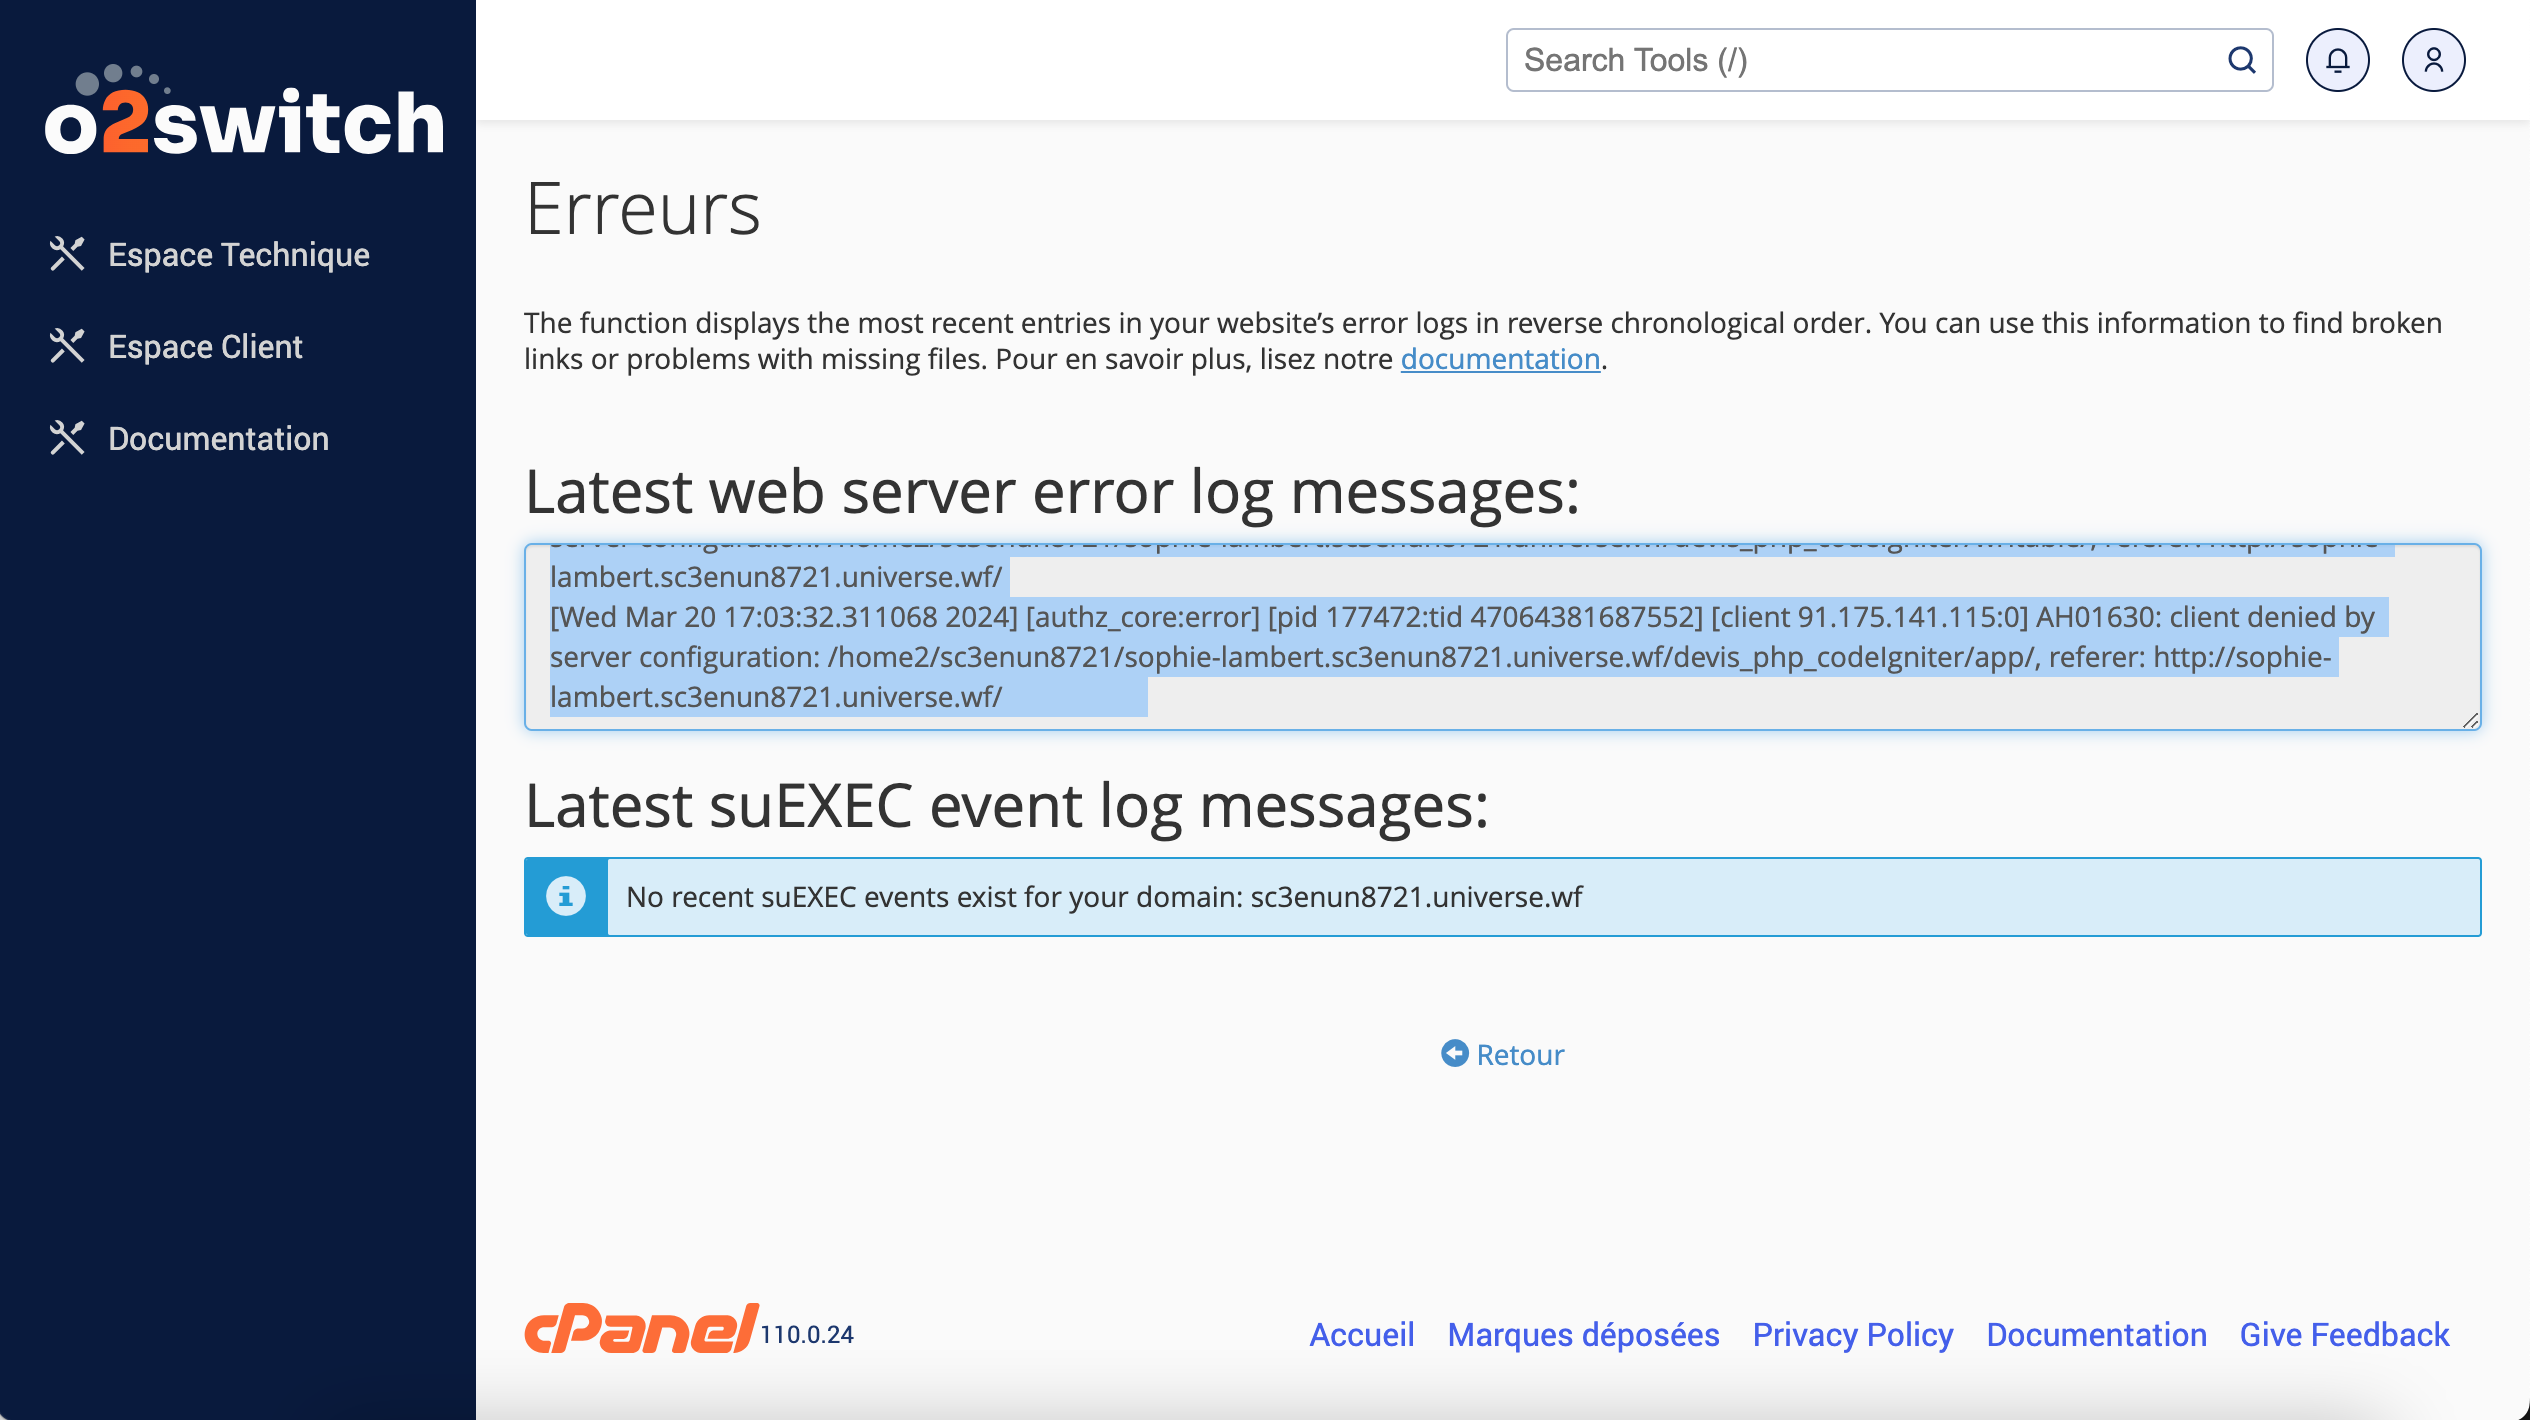 o2switch
Search Tools (/)
Espace Technique
Espace Client
Documentation
Erreurs
The function displays the most recent entries in your website’s error logs in reverse chronological order. You can use this information to find broken
links or problems with missing files. Pour en savoir plus, lisez notre documentation.
Latest web server error log messages:
lambert.sc3enun8721.universe.wf/
[Wed Mar 20 17:03:32.311068 2024] [authz_core:error] [pid 177472:tid 47064381687552] [client 91.175.141.115:0] AH01630: client denied by
server configuration: /home2/sc3enun8721/sophie-lambert.sc3enun8721.universe.wf/devis_php_codeIgniter/app/, referer: http://sophie-
lambert.sc3enun8721.universe.wf/
Latest suEXEC event log messages:
No recent suEXEC events exist for your domain: sc3enun8721.universe.wf
Retour
cPanel 110.0.24
Accueil Marques déposées Privacy Policy Documentation Give Feedback